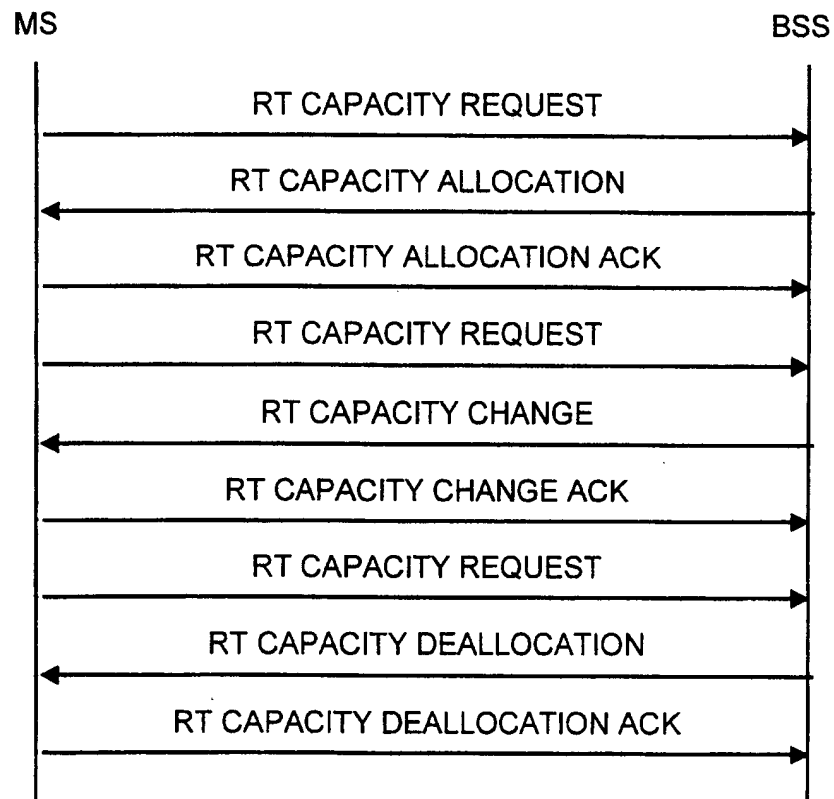 MS
BSS
RT CAPACITY REQUEST
RT CAPACITY ALLOCATION
RT CAPACITY ALLOCATION ACK
RT CAPACITY REQUEST
RT CAPACITY CHANGE
RT CAPACITY CHANGE ACK
RT CAPACITY REQUEST
RT CAPACITY DEALLOCATION
RT CAPACITY DEALLOCATION ACK